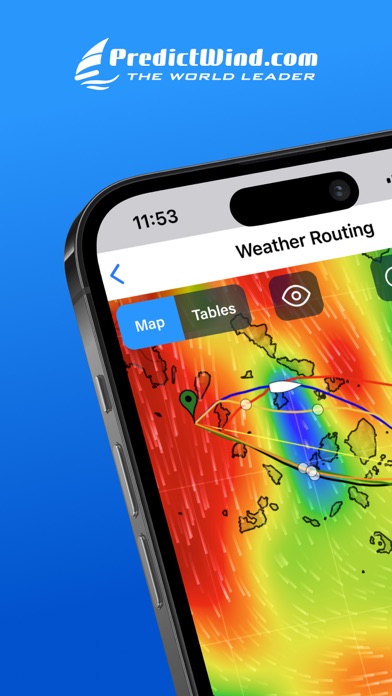 PredictWind.com
THE WORLD LEADER
11:53
Weather Routing
Map
Tables